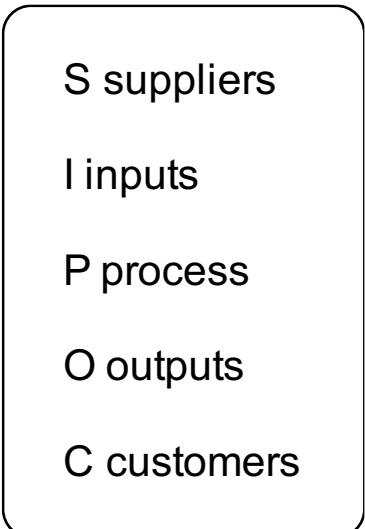 S suppliers
I inputs
P process
O outputs
C customers